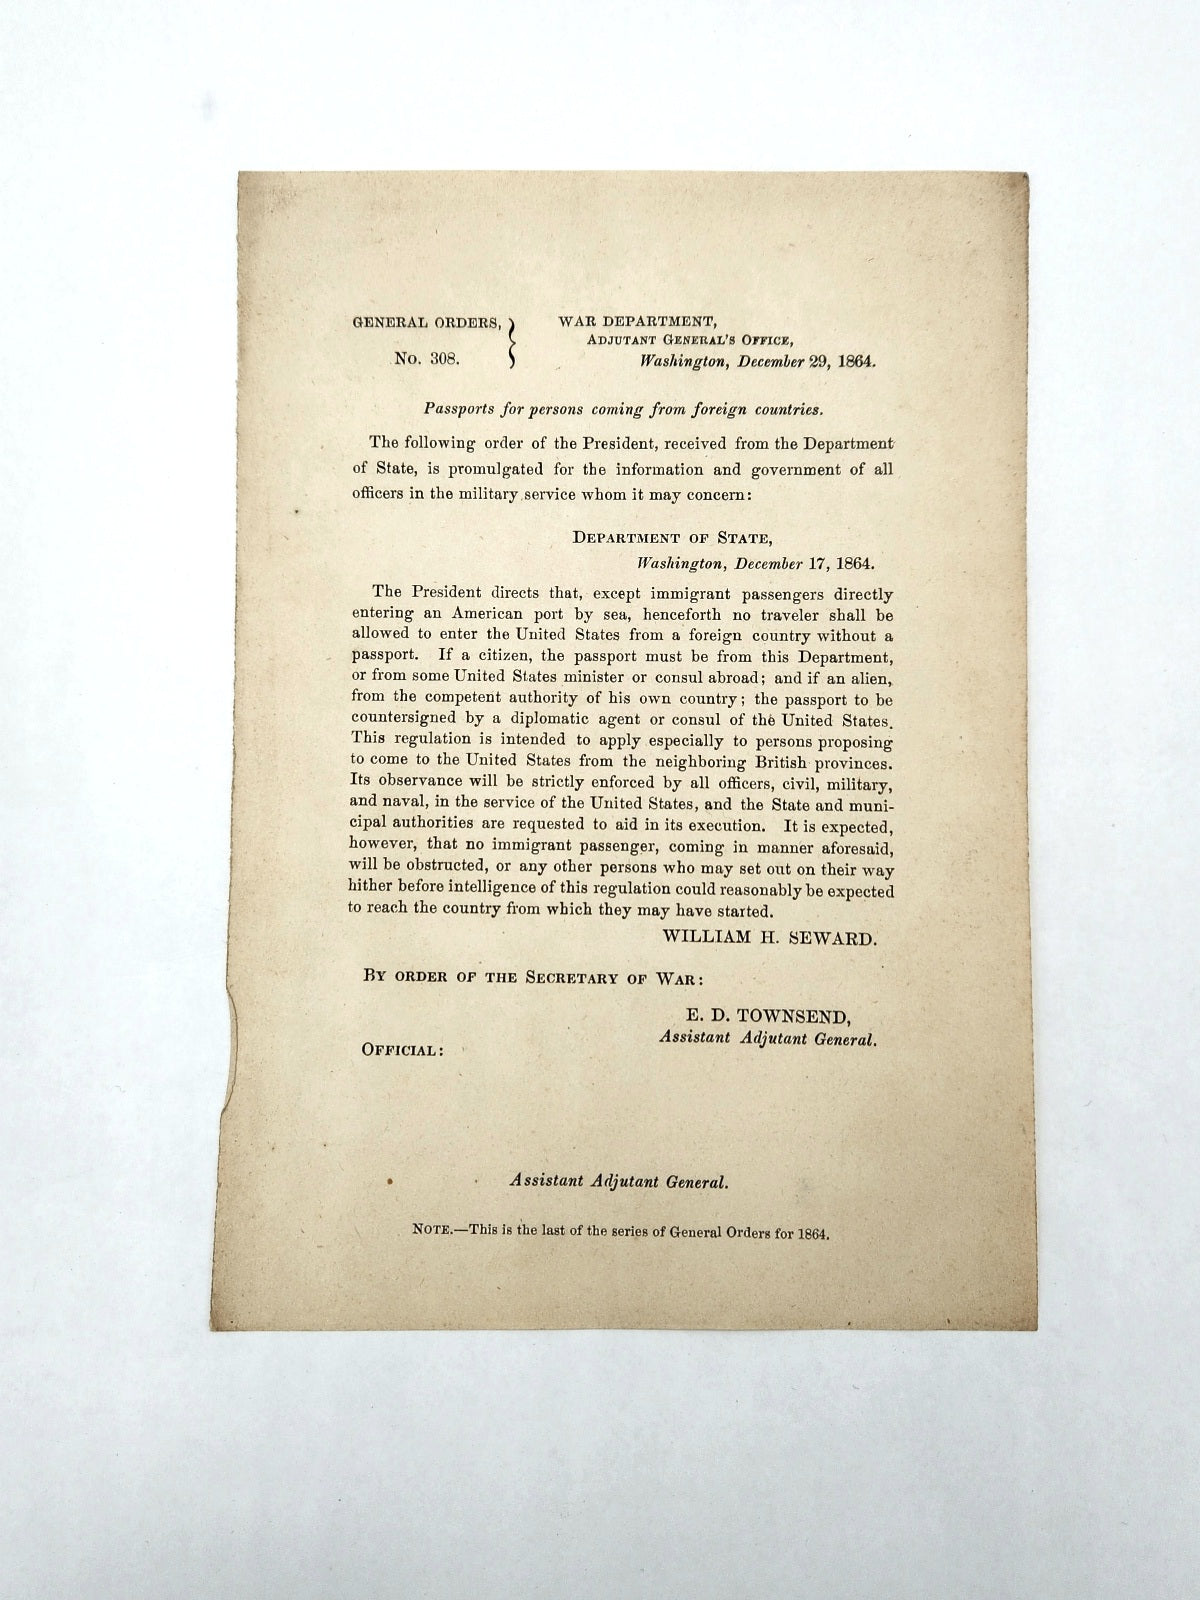 GENERAL ORDERS,
No. 308.
WAR DEPARTMENT,
ADJUTANT GENERAL'S OFFICE,
Washington, December 29, 1864.
Passports for persons coming from foreign countries.
The following order of the President, received from the Department
of State, is promulgated for the information and government of all
officers in the military service whom it may concern:
DEPARTMENT OF STATE,
Washington, December 17, 1864.
The President directs that, except immigrant passengers directly
entering an American port by sea, henceforth no traveler shall be
allowed to enter the United States from a foreign country without a
passport. If a citizen, the passport must be from this Department,
or from some United States minister or consul abroad; and if an alien,
from the competent authority of his own country; the passport to be
countersigned by a diplomatic agent or consul of the United States.
This regulation is intended to apply especially to persons proposing
to come to the United States from the neighboring British provinces.
Its observance will be strictly enforced by all officers, civil, military,
and naval, in the service of the United States, and the State and muni-
cipal authorities are requested to aid in its execution. It is expected,
however, that no immigrant passenger, coming in manner aforesaid,
will be obstructed, or any other persons who may set out on their way
hither before intelligence of this regulation could reasonably be expected
to reach the country from which they may have started.
WILLIAM H. SEWARD.
BY ORDER OF THE SECRETARY OF WAR:
E. D. TOWNSEND,
Assistant Adjutant General.
OFFICIAL:
Assistant Adjutant General.
NOTE.—This is the last of the series of General Orders for 1864.